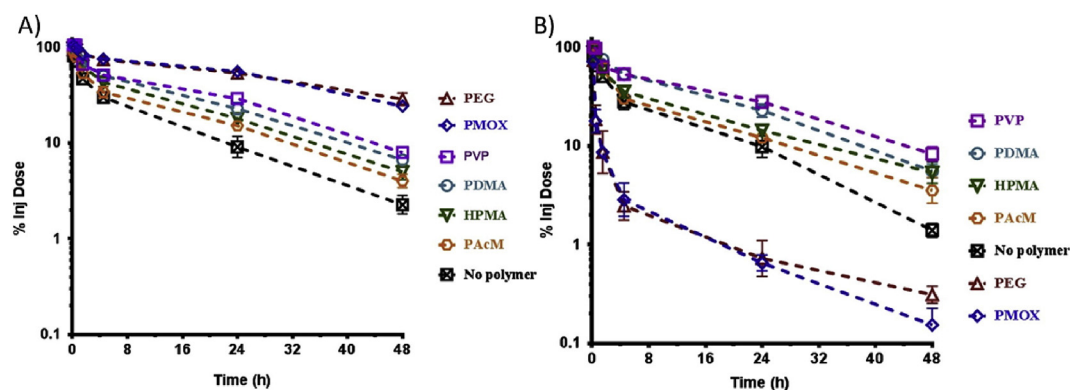 A)
B)
100
10
1
0.1
% Inj Dose
0 8 16 24 32 40 48
Time (h)
PEG
PMOX
PVP
PDMA
HPMA
PAcM
No polymer
100
10
1
0.1
% Inj Dose
0 8 16 24 32 40 48
Time (h)
PVP
PDMA
HPMA
PAcM
No polymer
PEG
PMOX